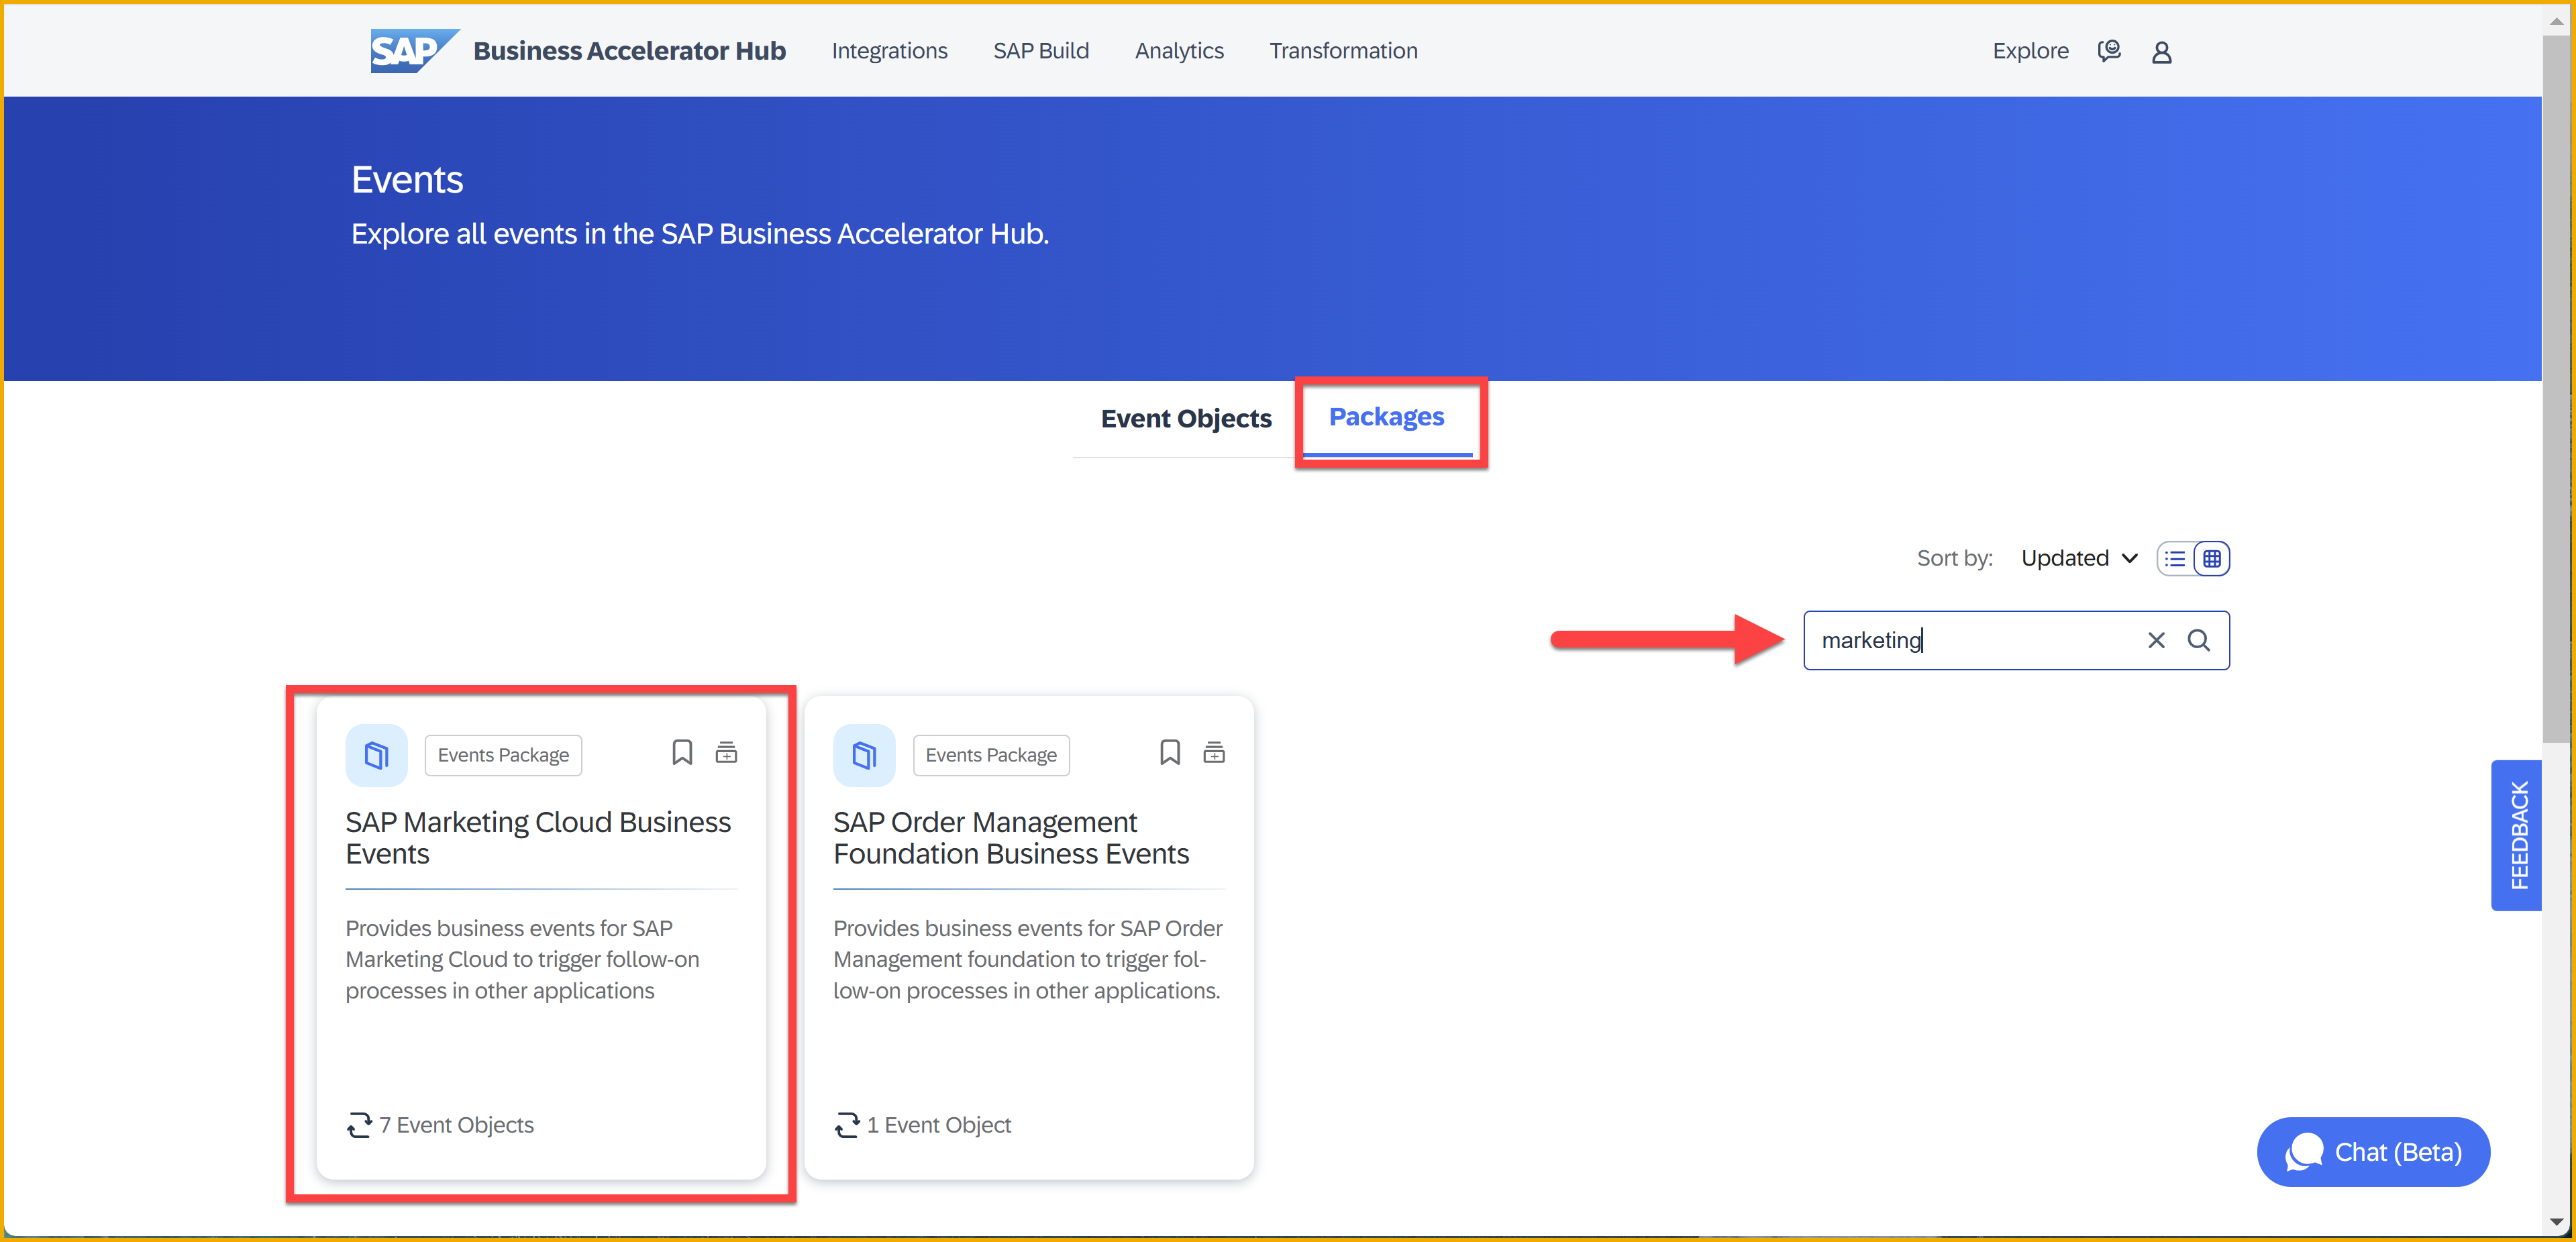 SAP Business Accelerator Hub Integrations SAP Build Analytics Transformation Explore
Events
Explore all events in the SAP Business Accelerator Hub.
Event Objects Packages
Sort by: Updated
marketing
Events Package
SAP Marketing Cloud Business
Events
Provides business events for SAP
Marketing Cloud to trigger follow-on
processes in other applications
7 Event Objects
Events Package
SAP Order Management
Foundation Business Events
Provides business events for SAP Order
Management foundation to trigger fol-
low-on processes in other applications.
1 Event Object
FEEDBACK
Chat (Beta)